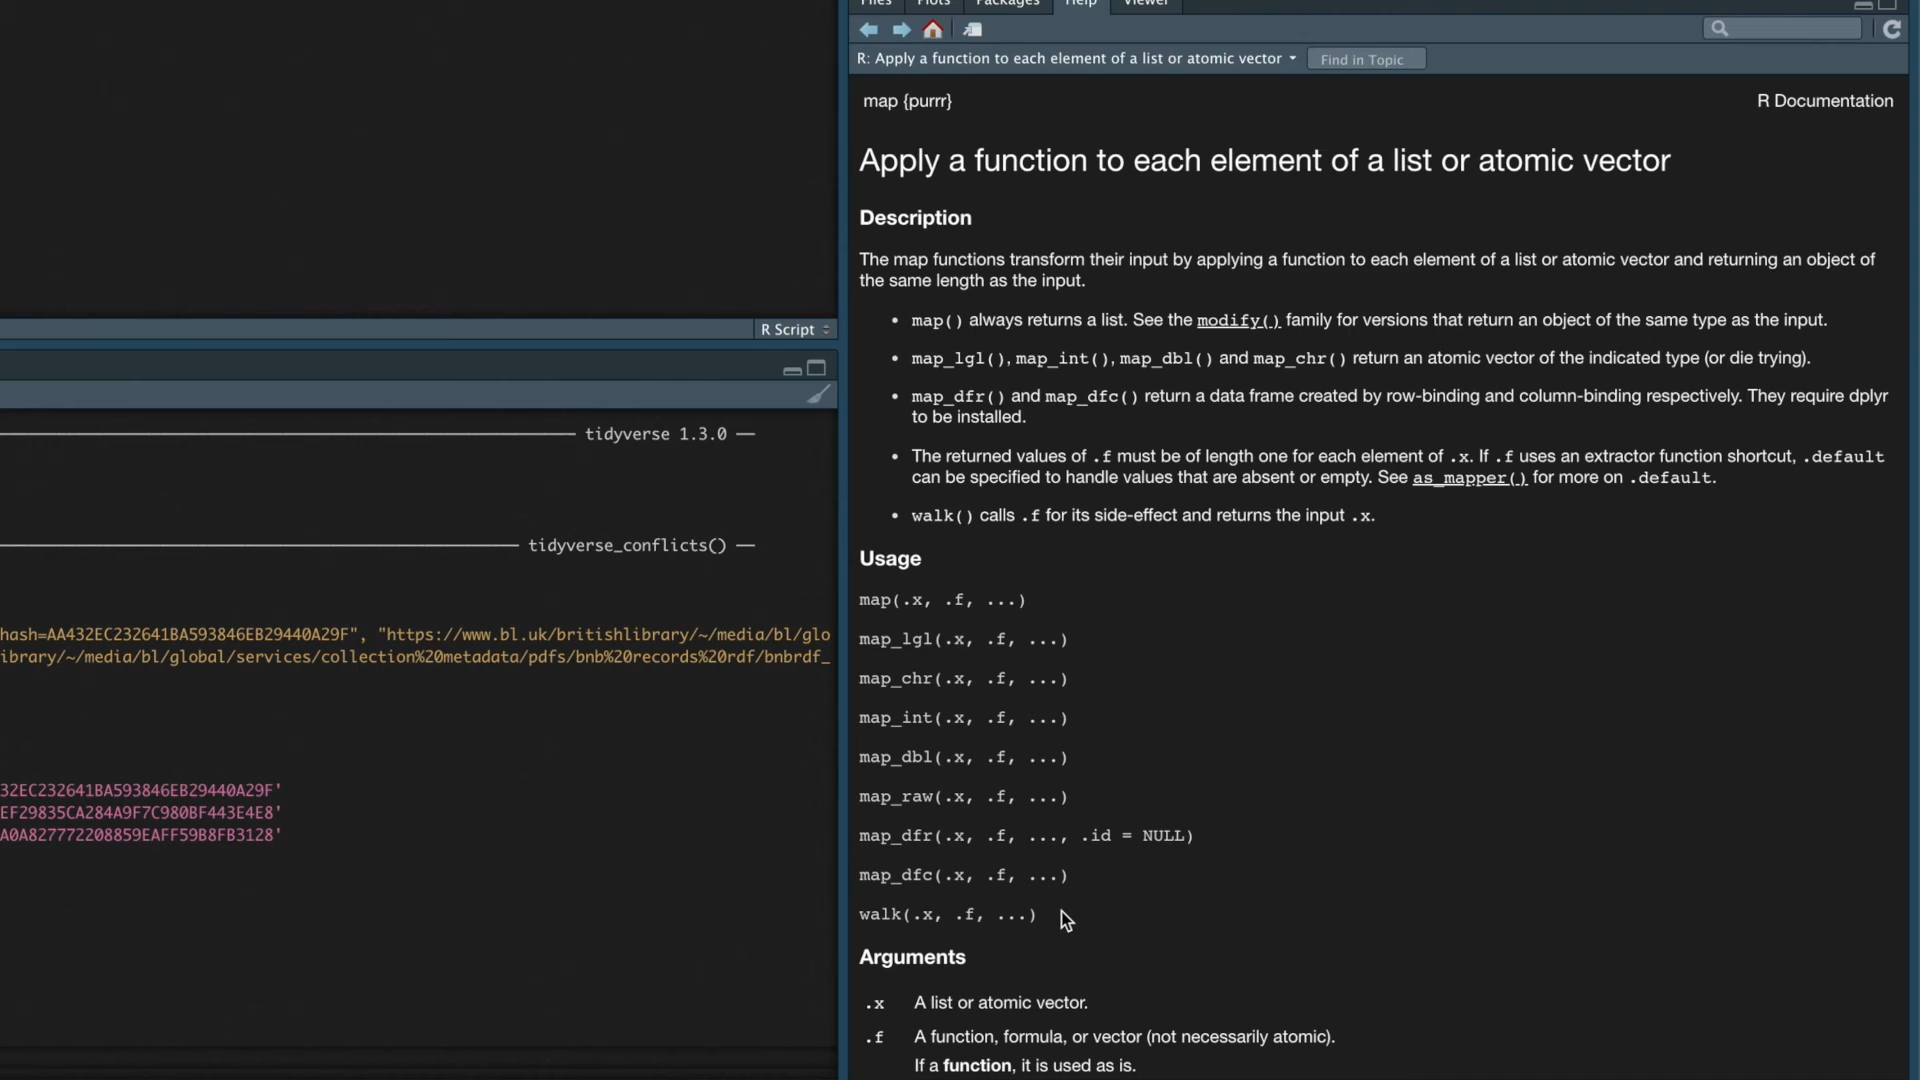 Files Plots Packages Help Viewer
R: Apply a function to each element of a list or atomic vector Find in Topic
map {purrr} R Documentation
Apply a function to each element of a list or atomic vector
Description
The map functions transform their input by applying a function to each element of a list or atomic vector and returning an object of
the same length as the input.
• map() always returns a list. See the modify() family for versions that return an object of the same type as the input.
• map_lgl(), map_int(), map_dbl() and map_chr() return an atomic vector of the indicated type (or die trying).
• map_dfr() and map_dfc() return a data frame created by row-binding and column-binding respectively. They require dplyr
to be installed.
• The returned values of .f must be of length one for each element of .x. If .f uses an extractor function shortcut, .default
can be specified to handle values that are absent or empty. See as_mapper() for more on .default.
• walk() calls .f for its side-effect and returns the input .x.
Usage
map(.x, .f, ...)
map_lgl(.x, .f, ...)
map_chr(.x, .f, ...)
map_int(.x, .f, ...)
map_dbl(.x, .f, ...)
map_raw(.x, .f, ...)
map_dfr(.x, .f, ..., .id = NULL)
map_dfc(.x, .f, ...)
walk(.x, .f, ...)
Arguments
.x A list or atomic vector.
.f A function, formula, or vector (not necessarily atomic).
If a function, it is used as is.
R Script
tidyverse 1.3.0
tidyverse_conflicts()
hash=AA432EC232641BA593846EB29440A29F", "https://www.bl.uk/britishlibrary/~/media/bl/glo
ibrary/~/media/bl/global/services/collection%20metadata/pdfs/bnb%20records%20rdf/bnbrdf_
32EC232641BA593846EB29440A29F'
EF29835CA284A9F7C980BF443E4E8'
A0A827772208859EAFF59B8FB3128'